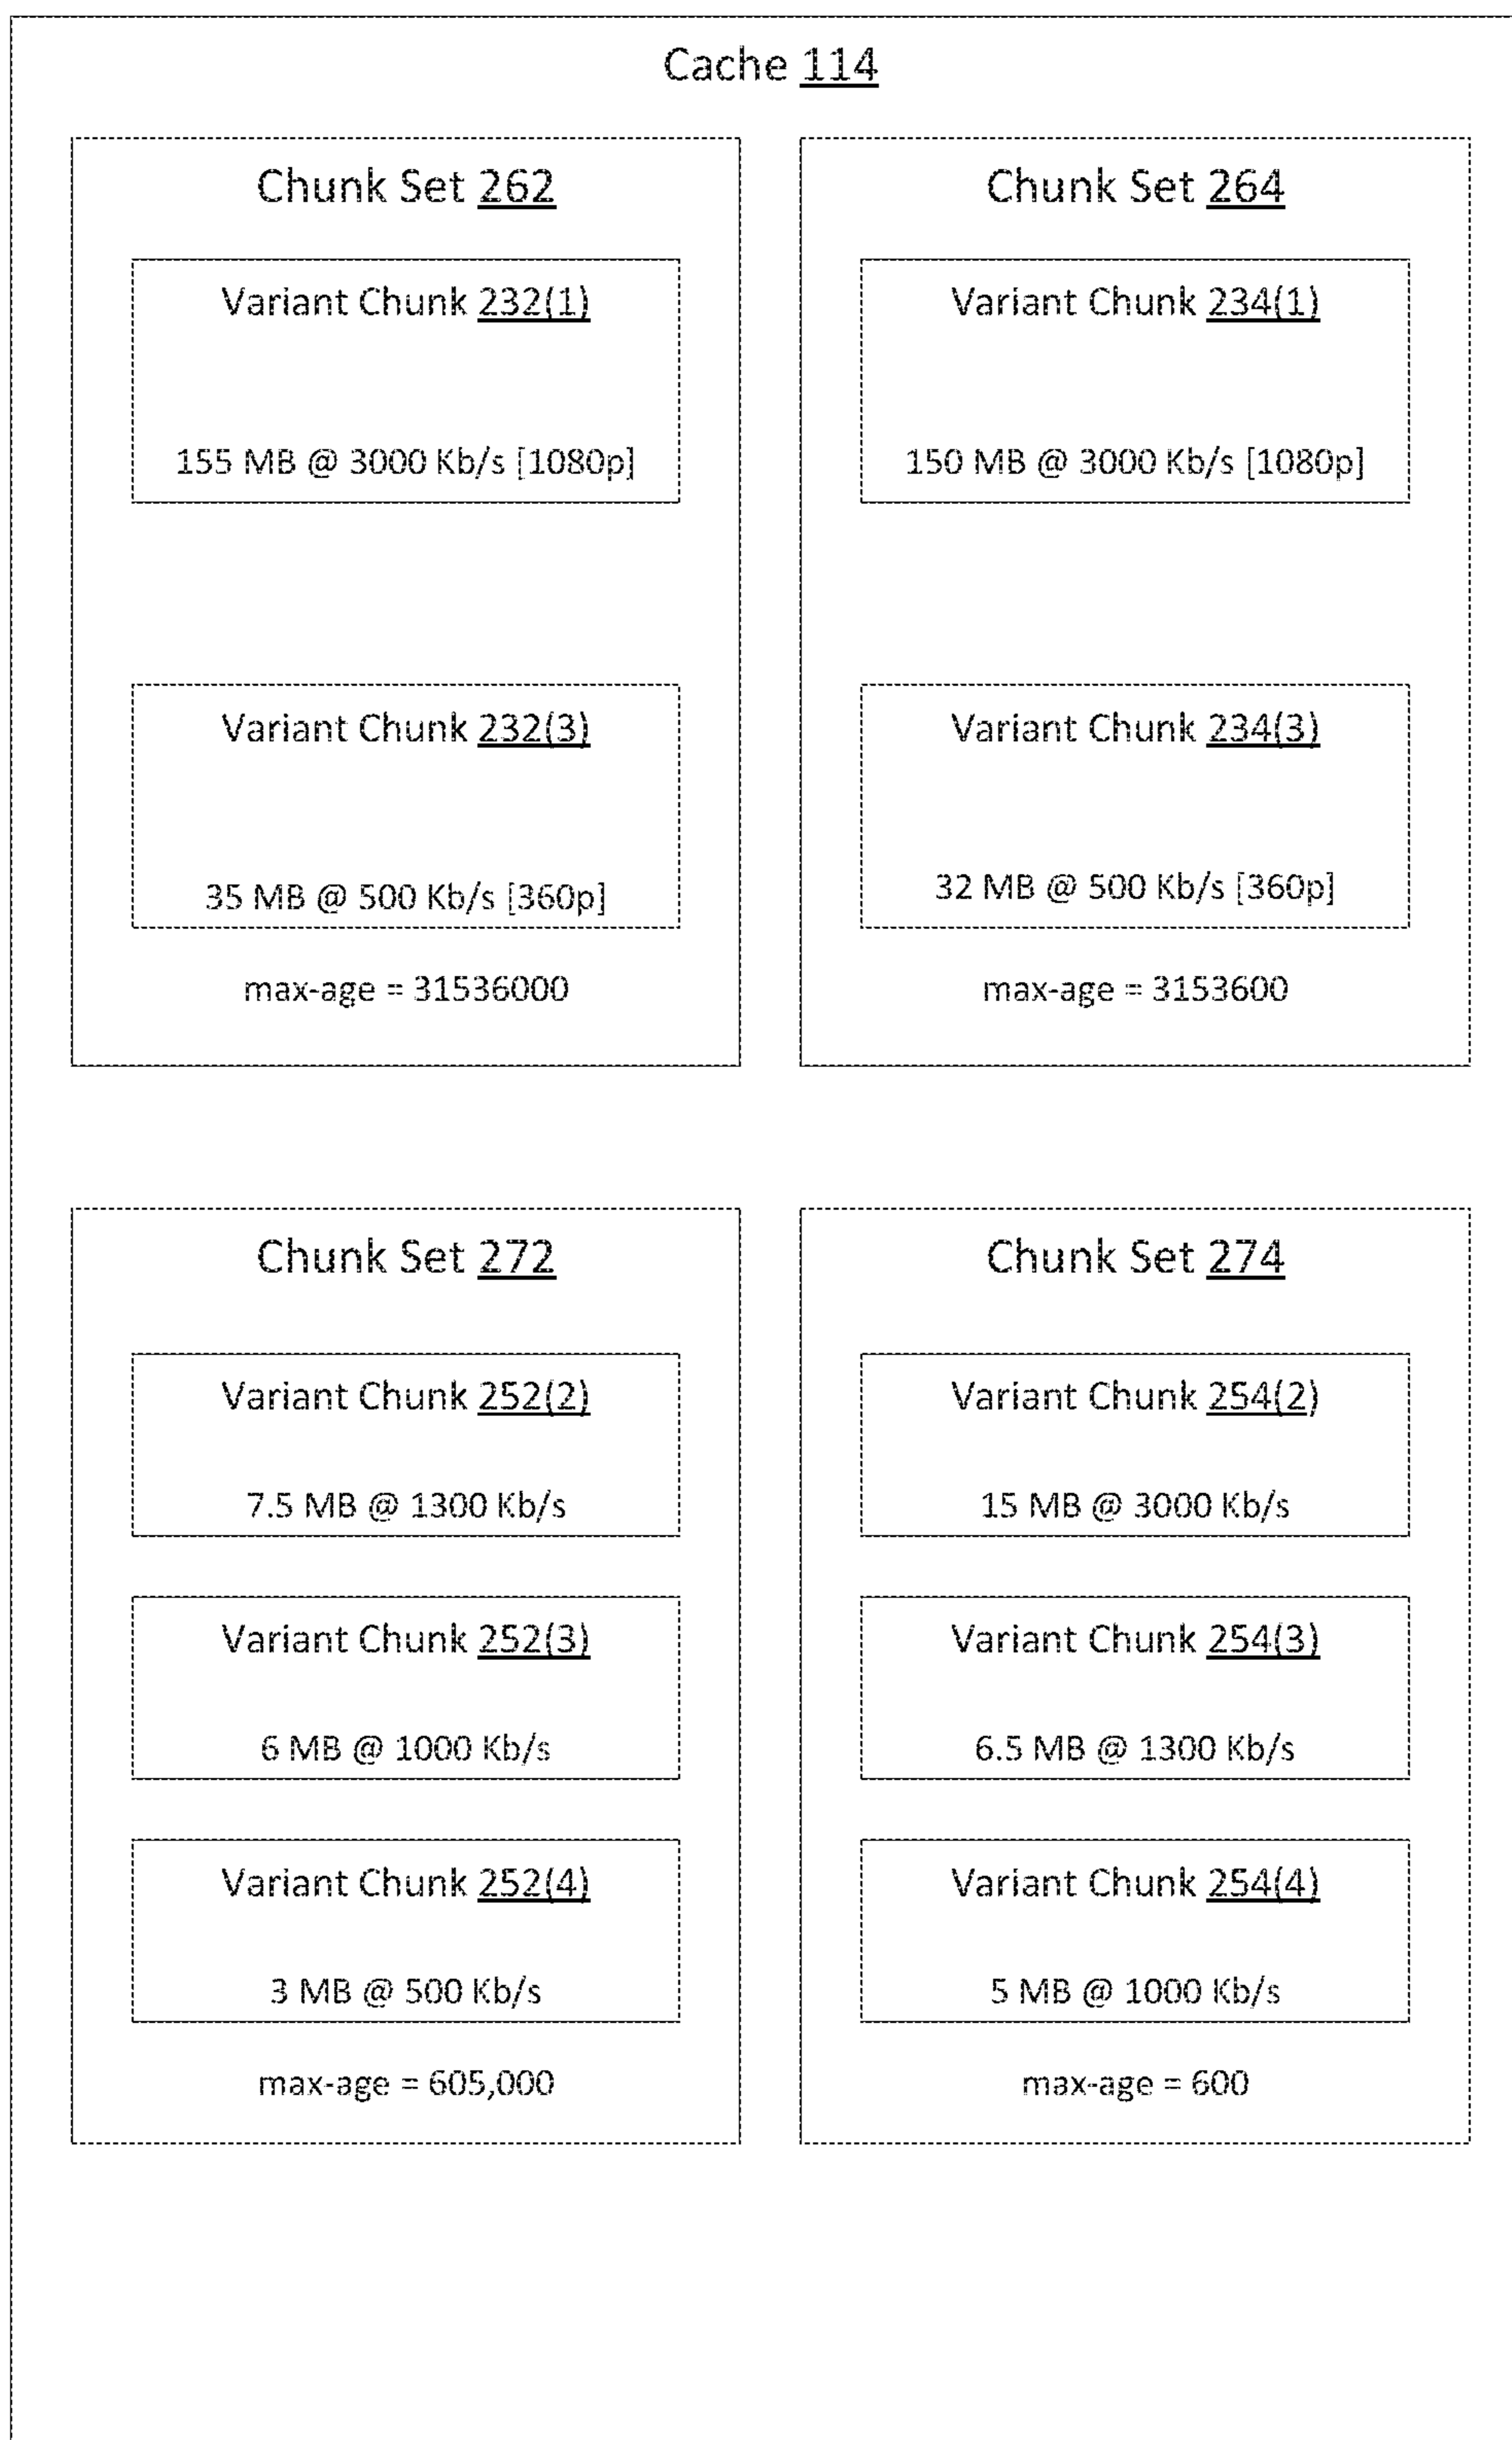 Cache 114
Chunk Set 262
Variant Chunk 232(1)
155 MB @ 3000 Kb/s [1080p]
Variant Chunk 232(3)
35 MB @ 500 Kb/s [360p]
max-age = 31536000
Chunk Set 264
Variant Chunk 234(1)
150 MB @ 3000 Kb/s [1080p]
Variant Chunk 234(3)
32 MB @ 500 Kb/s [360p]
max-age = 3153600
Chunk Set 272
Variant Chunk 252(2)
7.5 MB @ 1300 Kb/s
Variant Chunk 252(3)
6 MB @ 1000 Kb/s
Variant Chunk 252(4)
3 MB @ 500 Kb/s
max-age = 605,000
Chunk Set 274
Variant Chunk 254(2)
15 MB @ 3000 Kb/s
Variant Chunk 254(3)
6.5 MB @ 1300 Kb/s
Variant Chunk 254(4)
5 MB @ 1000 Kb/s
max-age = 600